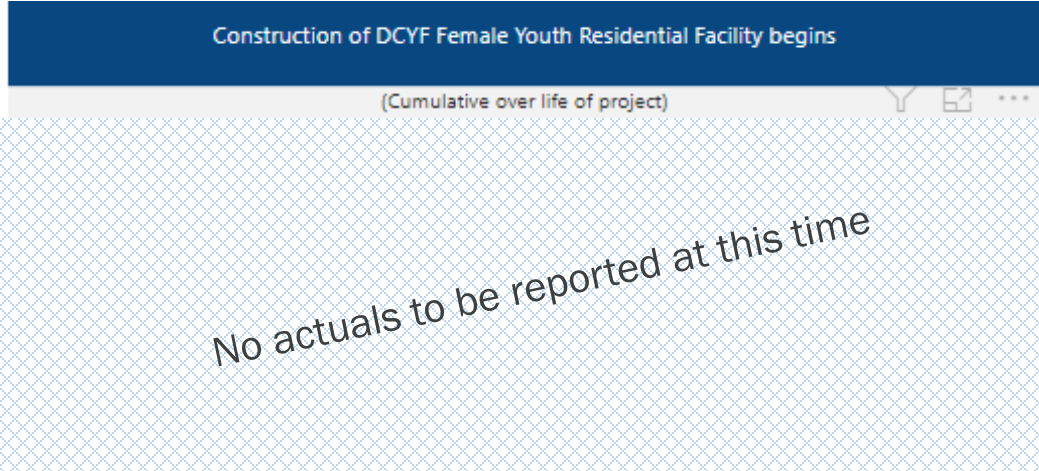 Construction of DCYF Female Youth Residential Facility begins
(Cumulative over life of project)
No actuals to be reported at this time